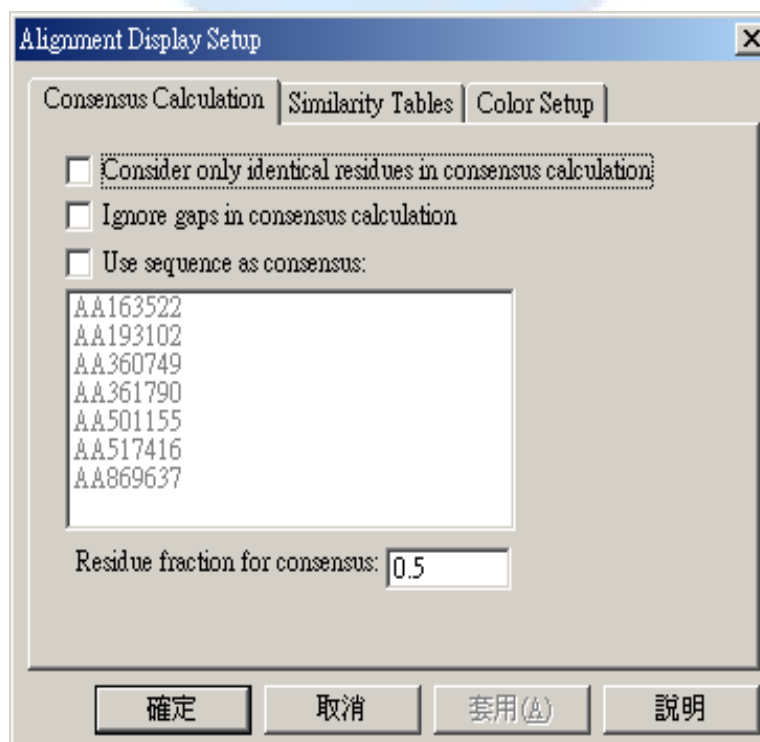 Alignment Display Setup
Consensus Calculation Similarity Tables Color Setup
Consider only identical residues in consensus calculation
Ignore gaps in consensus calculation
Use sequence as consensus:
AA163522
AA193102
AA360749
AA361790
AA501155
AA517416
AA869637
Residue fraction for consensus: 0.5
確定 取消 套用(A) 說明